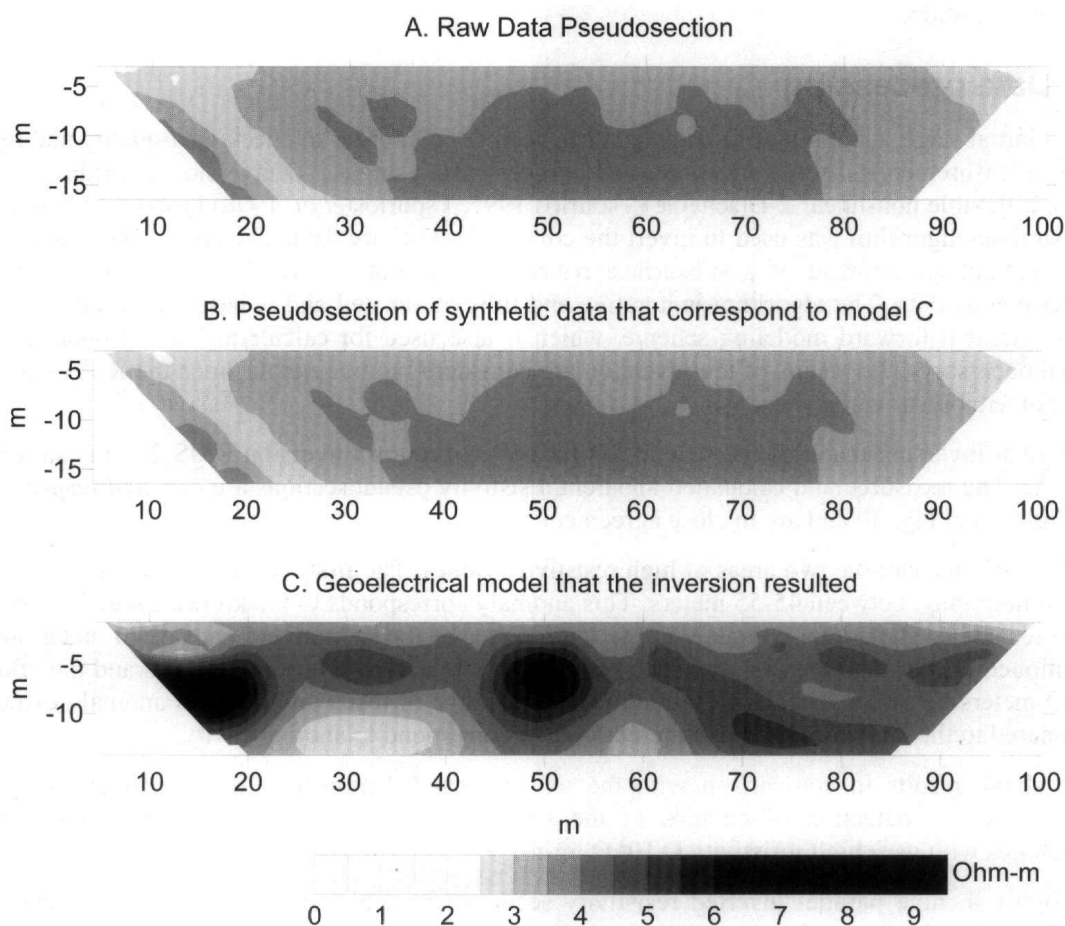 A. Raw Data Pseudosection
-5
-10
-15
m
10 20 30 40 50 60 70 80 90 100
B. Pseudosection of synthetic data that correspond to model C
-5
-10
-15
m
10 20 30 40 50 60 70 80 90 100
C. Geoelectrical model that the inversion resulted
-5
-10
m
10 20 30 40 50 60 70 80 90 100
m
Ohm-m
0 1 2 3 4 5 6 7 8 9